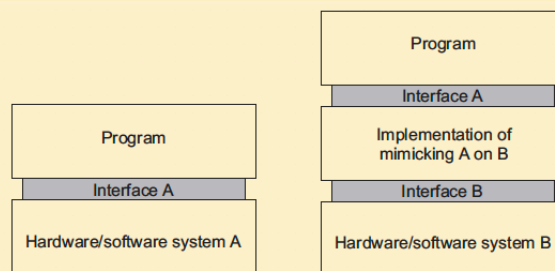 Program
Interface A
Hardware/software system A
Program
Interface A
Implementation of
mimicking A on B
Interface B
Hardware/software system B